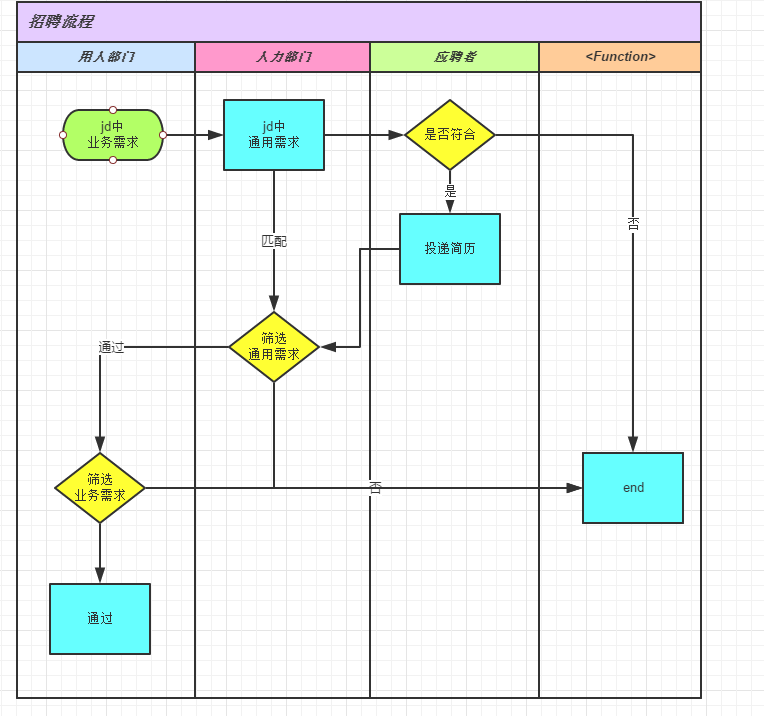 招聘流程
用人部门
人力部门
应聘者
<Function>
jd中
业务需求
jd中
通用需求
是否符合
是
否
匹配
投递简历
筛选
通用需求
通过
筛选
业务需求
否
end
通过